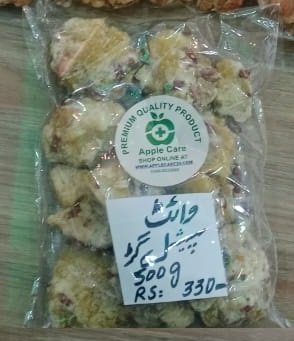 PREMIUM QUALITY PRODUCT
Apple Care
SHOP ONLINE AT
وائٹ
سپیشل گڑ
500g
RS: 330-